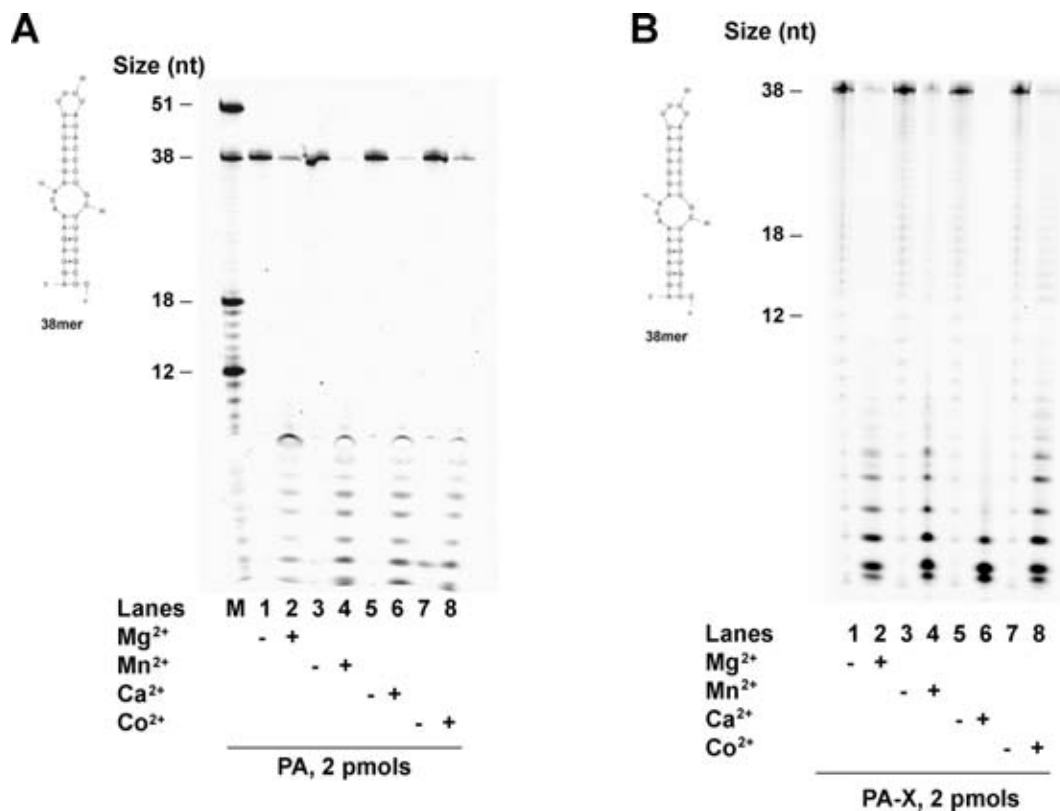 A
Size (nt)
51 –
38 –
18 –
12 –
38mer
Lanes M 1 2 3 4 5 6 7 8
Mg²⁺ - +
Mn²⁺ - +
Ca²⁺ - +
Co²⁺ - +
PA, 2 pmols
B
Size (nt)
38 –
18 –
12 –
38mer
Lanes 1 2 3 4 5 6 7 8
Mg²⁺ - +
Mn²⁺ - +
Ca²⁺ - +
Co²⁺ - +
PA-X, 2 pmols